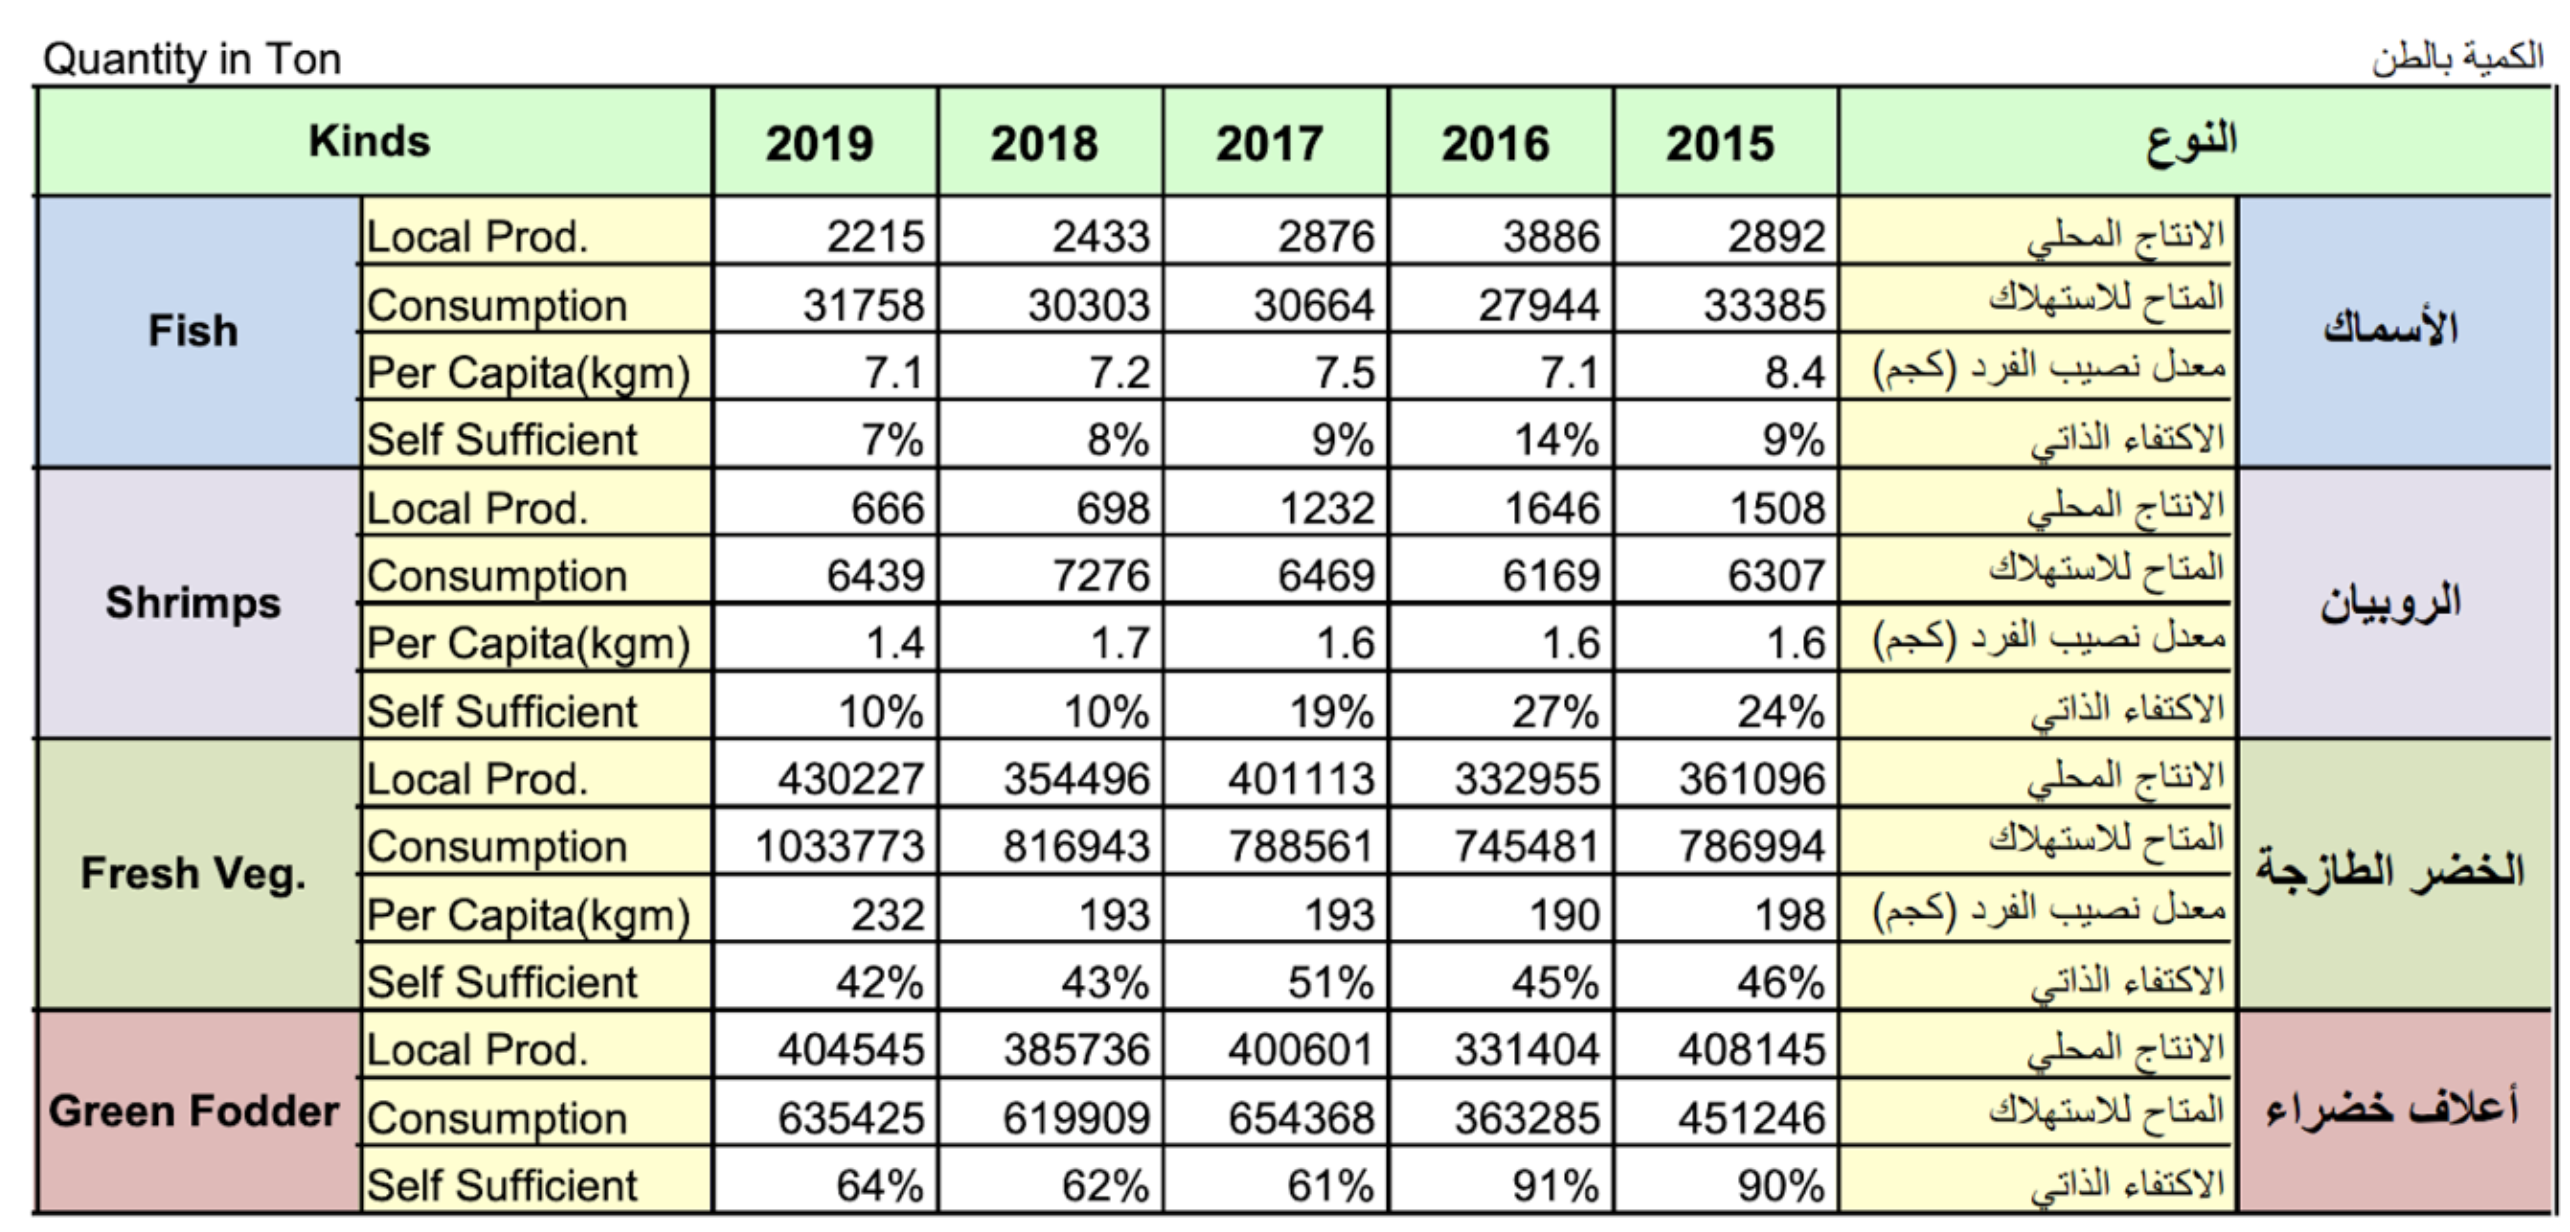 Quantity in Ton الكمية بالطن
Kinds 2019 2018 2017 2016 2015 النوع
Fish الأسماك
Local Prod. 2215 2433 2876 3886 2892 الانتاج المحلي
Consumption 31758 30303 30664 27944 33385 المتاح للاستهلاك
Per Capita(kgm) 7.1 7.2 7.5 7.1 8.4 معدل نصيب الفرد (كجم)
Self Sufficient 7% 8% 9% 14% 9% الاكتفاء الذاتي
Shrimps الروبيان
Local Prod. 666 698 1232 1646 1508 الانتاج المحلي
Consumption 6439 7276 6469 6169 6307 المتاح للاستهلاك
Per Capita(kgm) 1.4 1.7 1.6 1.6 1.6 معدل نصيب الفرد (كجم)
Self Sufficient 10% 10% 19% 27% 24% الاكتفاء الذاتي
Fresh Veg. الخضر الطازجة
Local Prod. 430227 354496 401113 332955 361096 الانتاج المحلي
Consumption 1033773 816943 788561 745481 786994 المتاح للاستهلاك
Per Capita(kgm) 232 193 193 190 198 معدل نصيب الفرد (كجم)
Self Sufficient 42% 43% 51% 45% 46% الاكتفاء الذاتي
Green Fodder أعلاف خضراء
Local Prod. 404545 385736 400601 331404 408145 الانتاج المحلي
Consumption 635425 619909 654368 363285 451246 المتاح للاستهلاك
Self Sufficient 64% 62% 61% 91% 90% الاكتفاء الذاتي